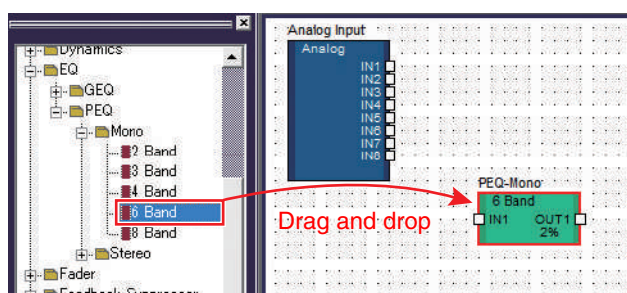 Dynamics
EQ
GEQ
PEQ
Mono
2 Band
3 Band
4 Band
6 Band
8 Band
Stereo
Fader
Feedback Suppressor
Analog Input
Analog
IN1
IN2
IN3
IN4
IN5
IN6
IN7
IN8
Drag and drop
PEQ-Mono
6 Band
IN1 OUT1
2%